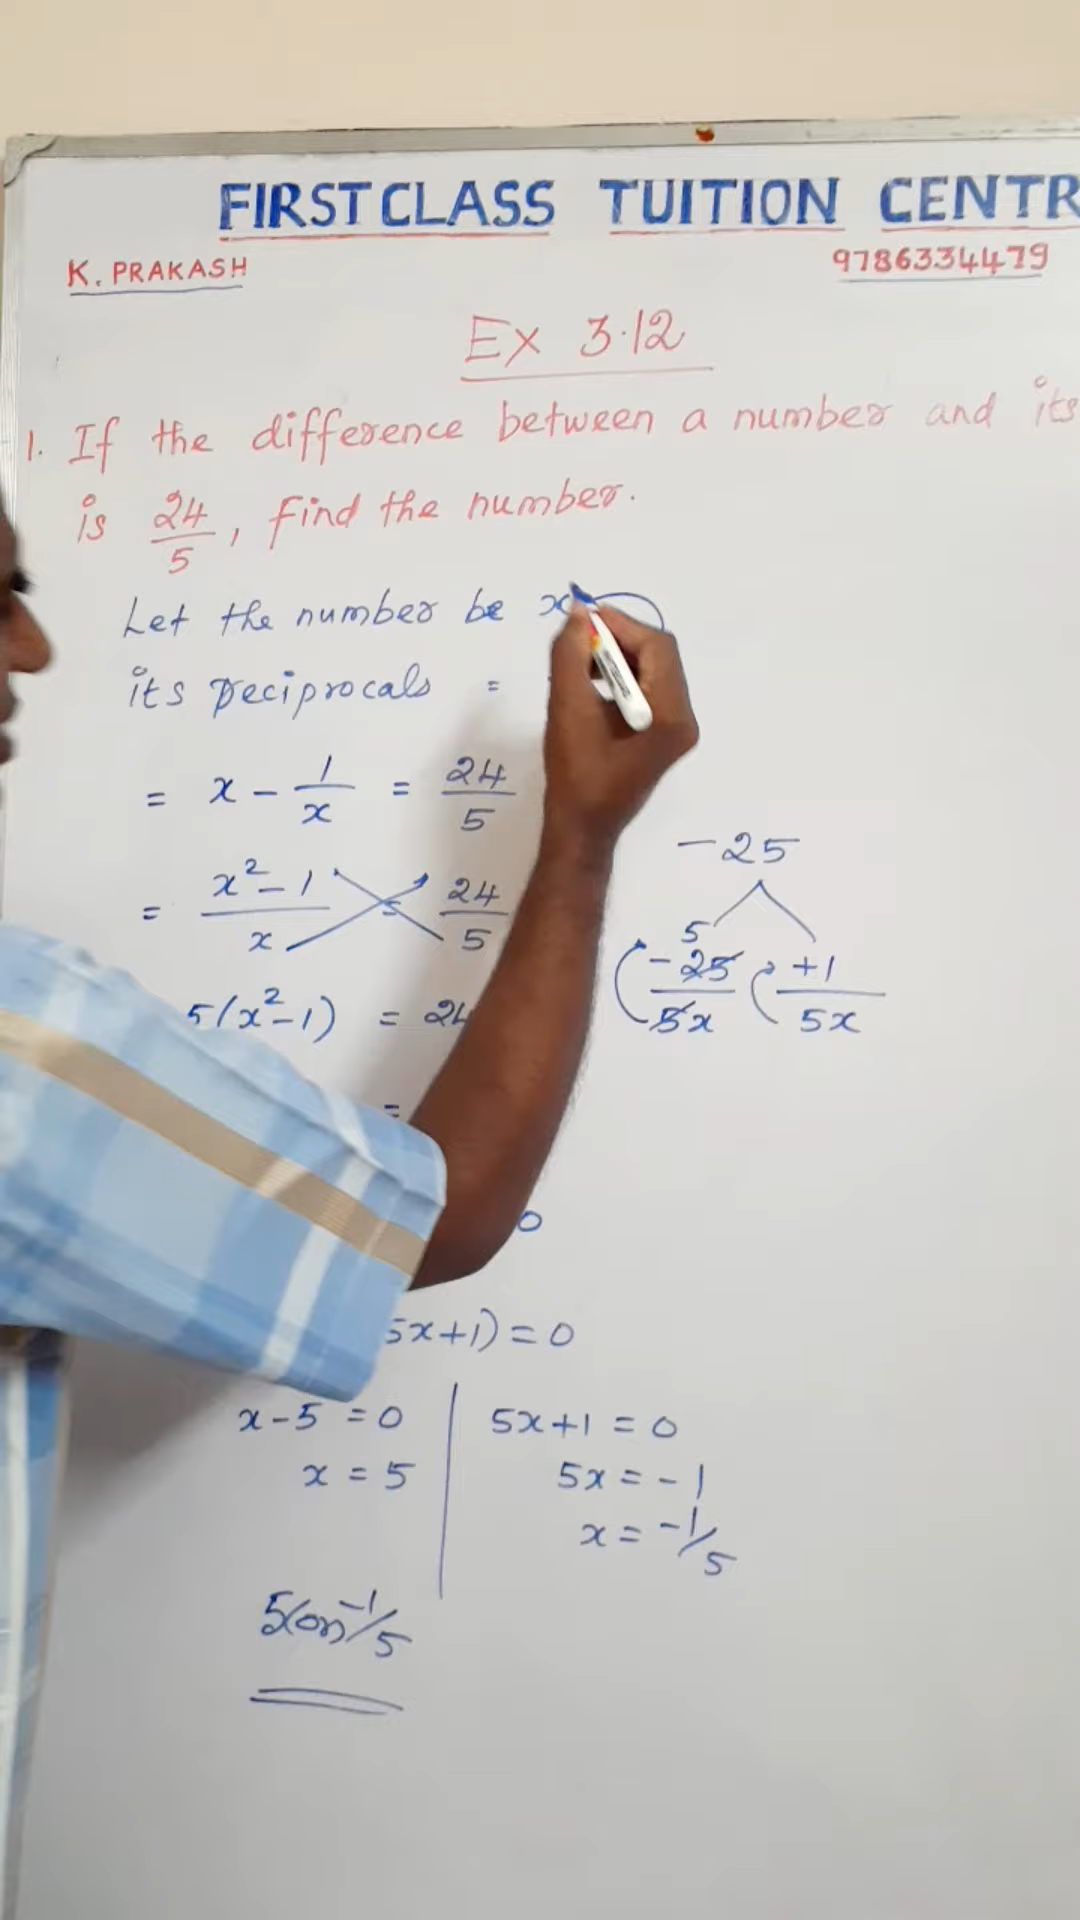 FIRST CLASS TUITION CENTR
K. PRAKASH
9786334479
Ex 3.12
1. If the difference between a number and its
is 24/5, find the number.
Let the number be x
its reciprocals =
= x - 1/x = 24/5
= x² - 1 / x = 24/5
5(x² - 1) = 24
=
0
5x + 1) = 0
x - 5 = 0
x = 5
5x + 1 = 0
5x = -1
x = -1/5
5 (or) -1/5
-25
5
-25/5x +1/5x